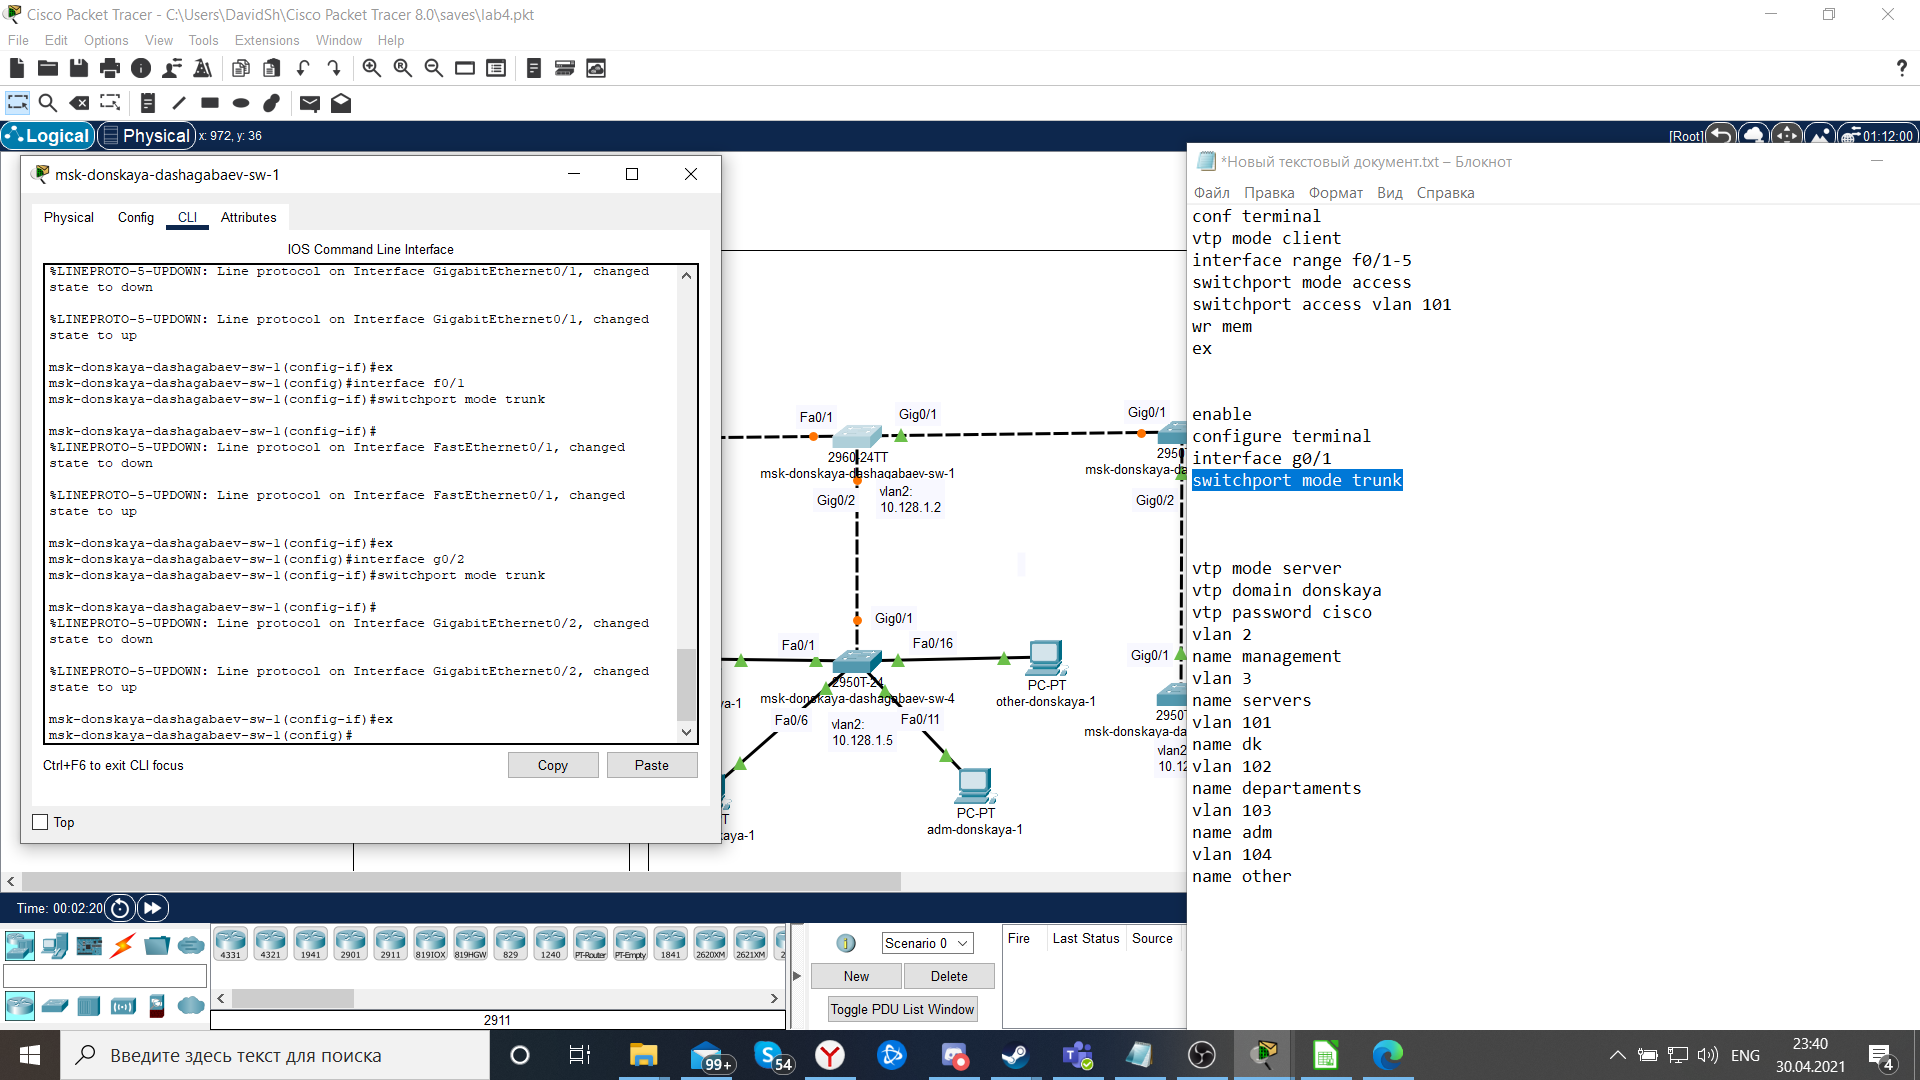 Cisco Packet Tracer - C:\Users\DavidSh\Cisco Packet Tracer 8.0\saves\lab4.pkt
File Edit Options View Tools Extensions Window Help
?
Logical Physical x: 972, y: 36
[Root] 01:12:00
msk-donskaya-dashagabaev-sw-1
Physical Config CLI Attributes
IOS Command Line Interface
%LINEPROTO-5-UPDOWN: Line protocol on Interface GigabitEthernet0/1, changed
state to down
%LINEPROTO-5-UPDOWN: Line protocol on Interface GigabitEthernet0/1, changed
state to up
msk-donskaya-dashagabaev-sw-1(config-if)#ex
msk-donskaya-dashagabaev-sw-1(config)#interface f0/1
msk-donskaya-dashagabaev-sw-1(config-if)#switchport mode trunk
msk-donskaya-dashagabaev-sw-1(config-if)#
%LINEPROTO-5-UPDOWN: Line protocol on Interface FastEthernet0/1, changed
state to down
%LINEPROTO-5-UPDOWN: Line protocol on Interface FastEthernet0/1, changed
state to up
msk-donskaya-dashagabaev-sw-1(config-if)#ex
msk-donskaya-dashagabaev-sw-1(config)#interface g0/2
msk-donskaya-dashagabaev-sw-1(config-if)#switchport mode trunk
msk-donskaya-dashagabaev-sw-1(config-if)#
%LINEPROTO-5-UPDOWN: Line protocol on Interface GigabitEthernet0/2, changed
state to down
%LINEPROTO-5-UPDOWN: Line protocol on Interface GigabitEthernet0/2, changed
state to up
msk-donskaya-dashagabaev-sw-1(config-if)#ex
msk-donskaya-dashagabaev-sw-1(config)#
Ctrl+F6 to exit CLI focus
Copy Paste
Top
Fa0/1 Gig0/1 Gig0/1
2960-24TT
msk-donskaya-dashagabaev-sw-1
Gig0/2
vlan2:
10.128.1.2
2950
msk-donskaya-da
Gig0/2
Gig0/1
Fa0/1 Fa0/16
2950T-24
msk-donskaya-dashagabaev-sw-4
Fa0/6
vlan2:
10.128.1.5
Fa0/11
ya-1
PC-PT
other-donskaya-1
T
kaya-1
PC-PT
adm-donskaya-1
Gig0/1
2950T
msk-donskaya-da
vlan2
10.12
*Новый текстовый документ.txt – Блокнот
Файл Правка Формат Вид Справка
conf terminal
vtp mode client
interface range f0/1-5
switchport mode access
switchport access vlan 101
wr mem
ex
enable
configure terminal
interface g0/1
switchport mode trunk
vtp mode server
vtp domain donskaya
vtp password cisco
vlan 2
name management
vlan 3
name servers
vlan 101
name dk
vlan 102
name departaments
vlan 103
name adm
vlan 104
name other
Time: 00:02:20
4331 4321 1941 2901 2911 819IOX 819HGW 829 1240 PT-Router PT-Empty 1841 2620XM 2621XM 2
2911
Scenario 0
New Delete
Toggle PDU List Window
Fire Last Status Source
Введите здесь текст для поиска
99+
54
ENG
23:40
30.04.2021
4